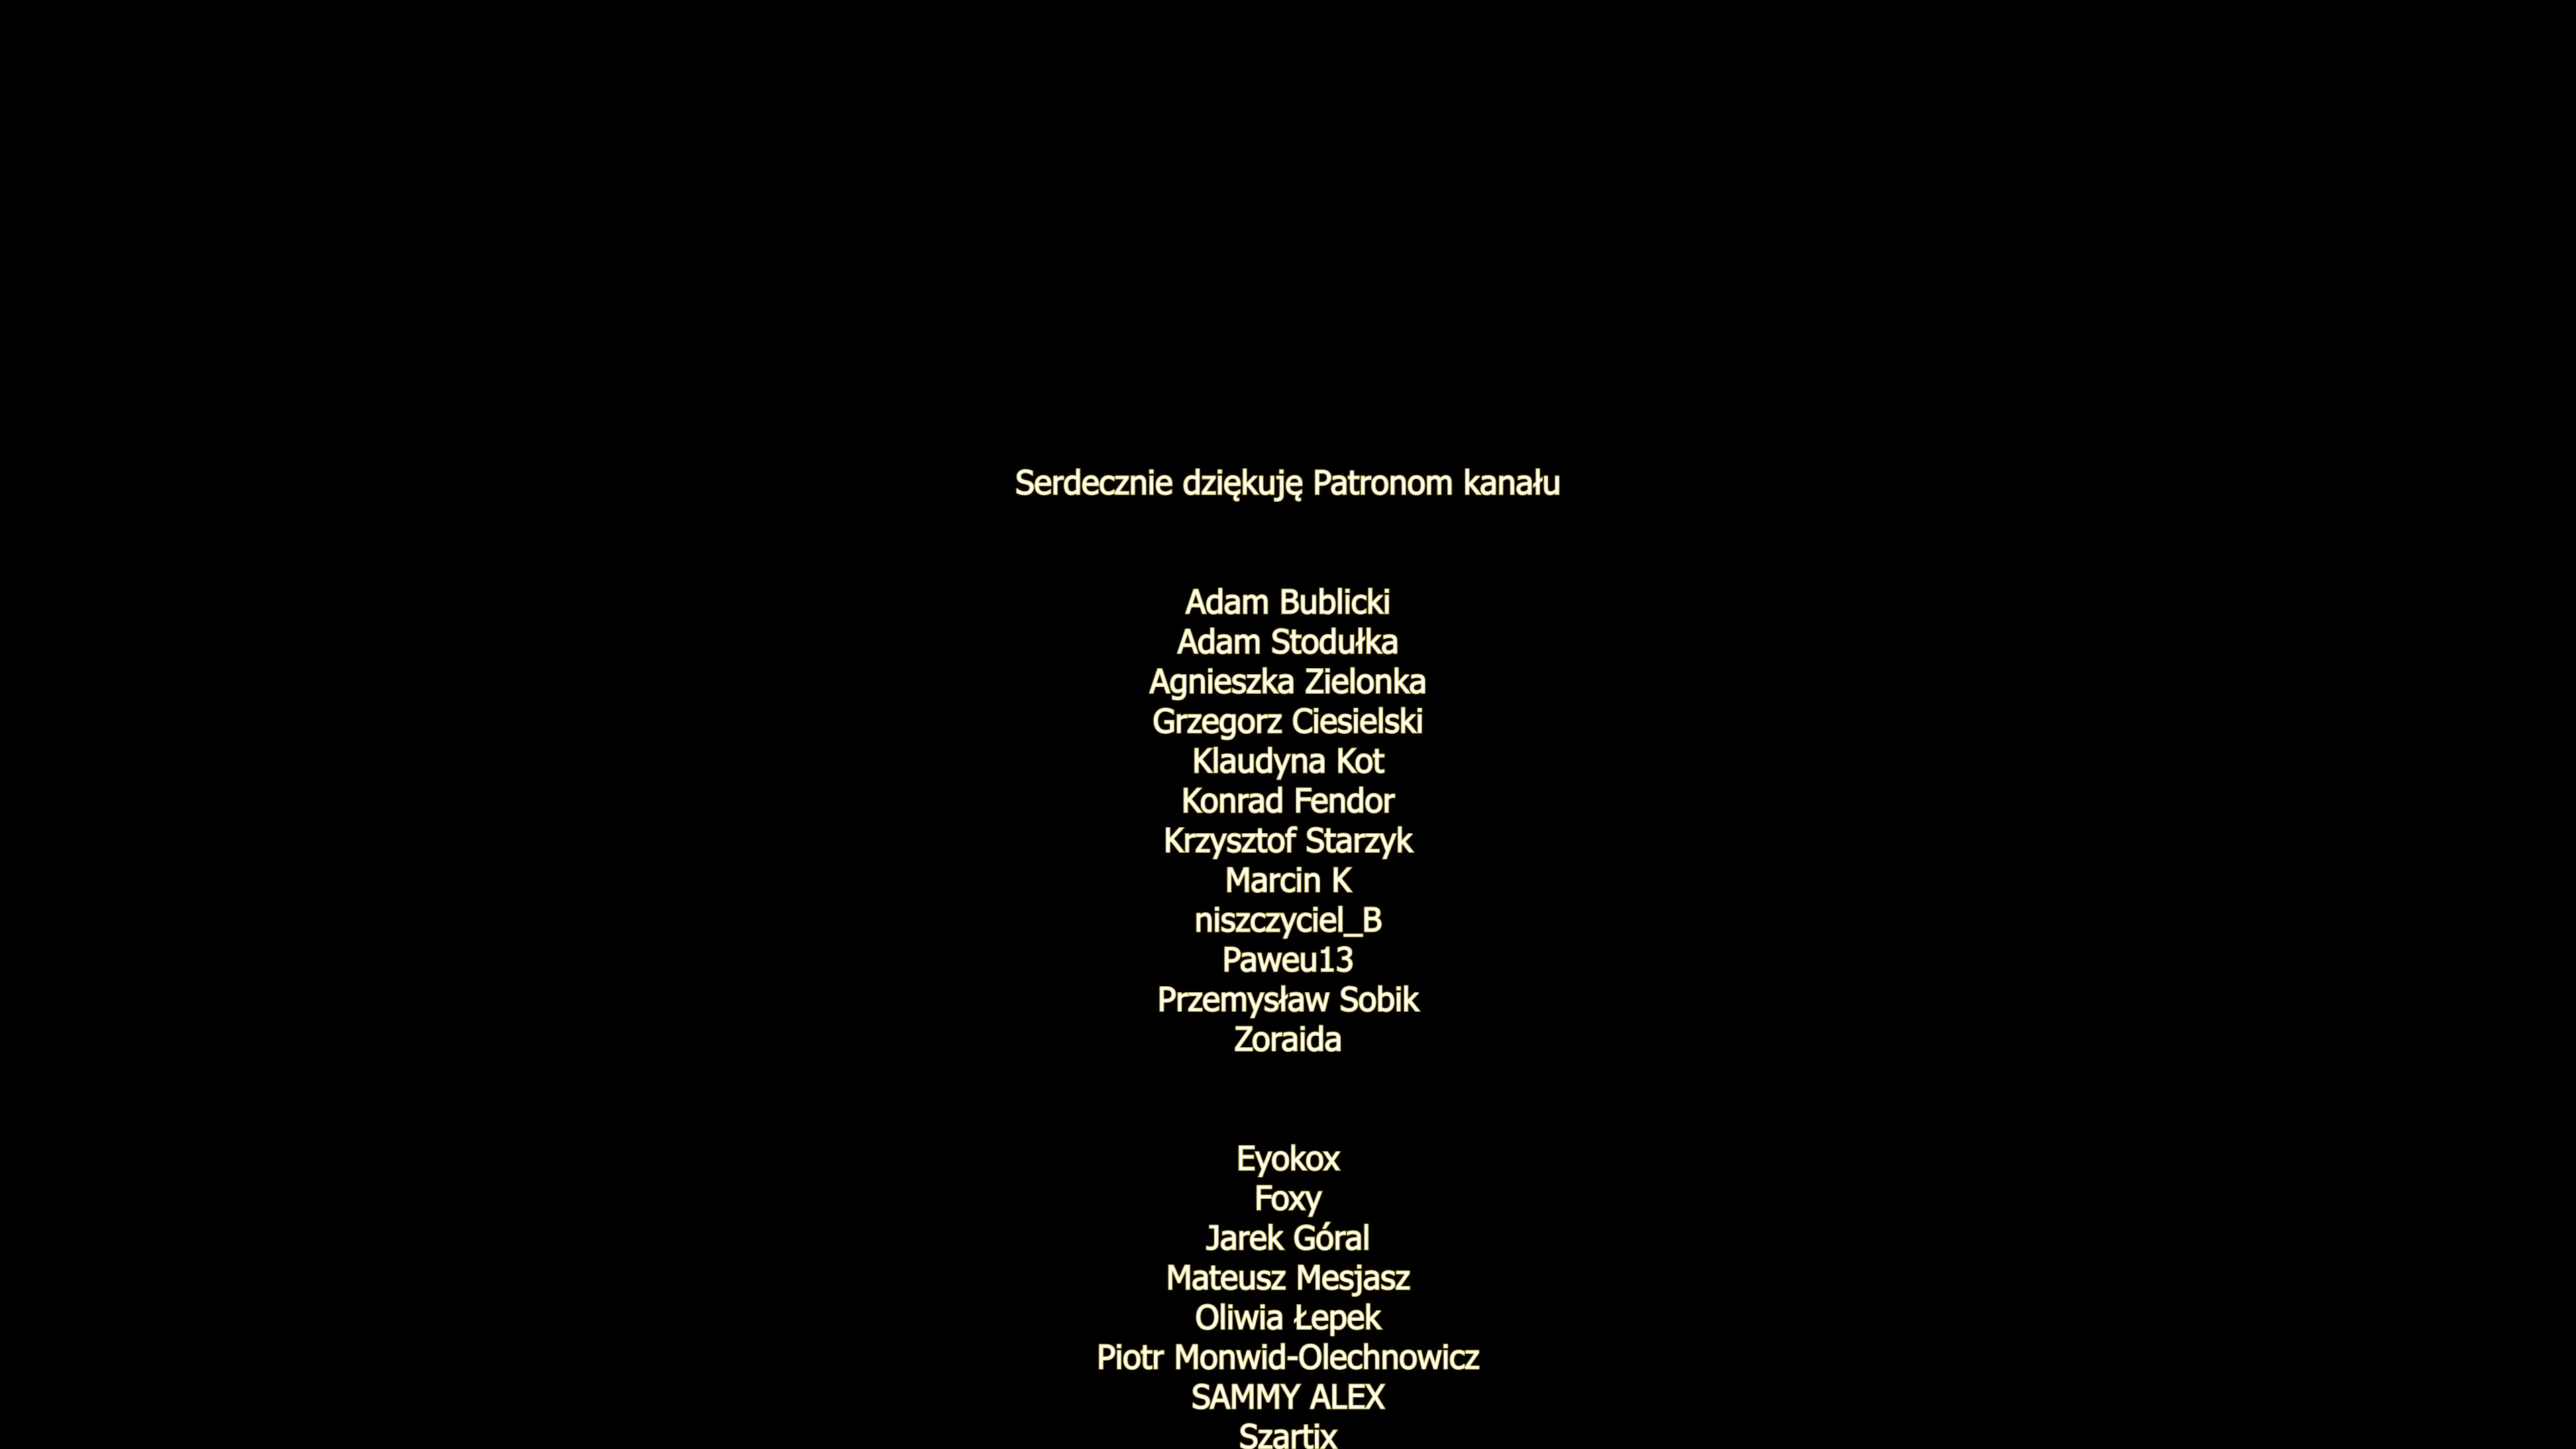 Serdecznie dziękuję Patronom kanału
Adam Bublicki
Adam Stodułka
Agnieszka Zielonka
Grzegorz Ciesielski
Klaudyna Kot
Konrad Fendor
Krzysztof Starzyk
Marcin K
niszczyciel_B
Paweu13
Przemysław Sobik
Zoraida
Eyokox
Foxy
Jarek Góral
Mateusz Mesjasz
Oliwia Łepek
Piotr Monwid-Olechnowicz
SAMMY ALEX
Szartix